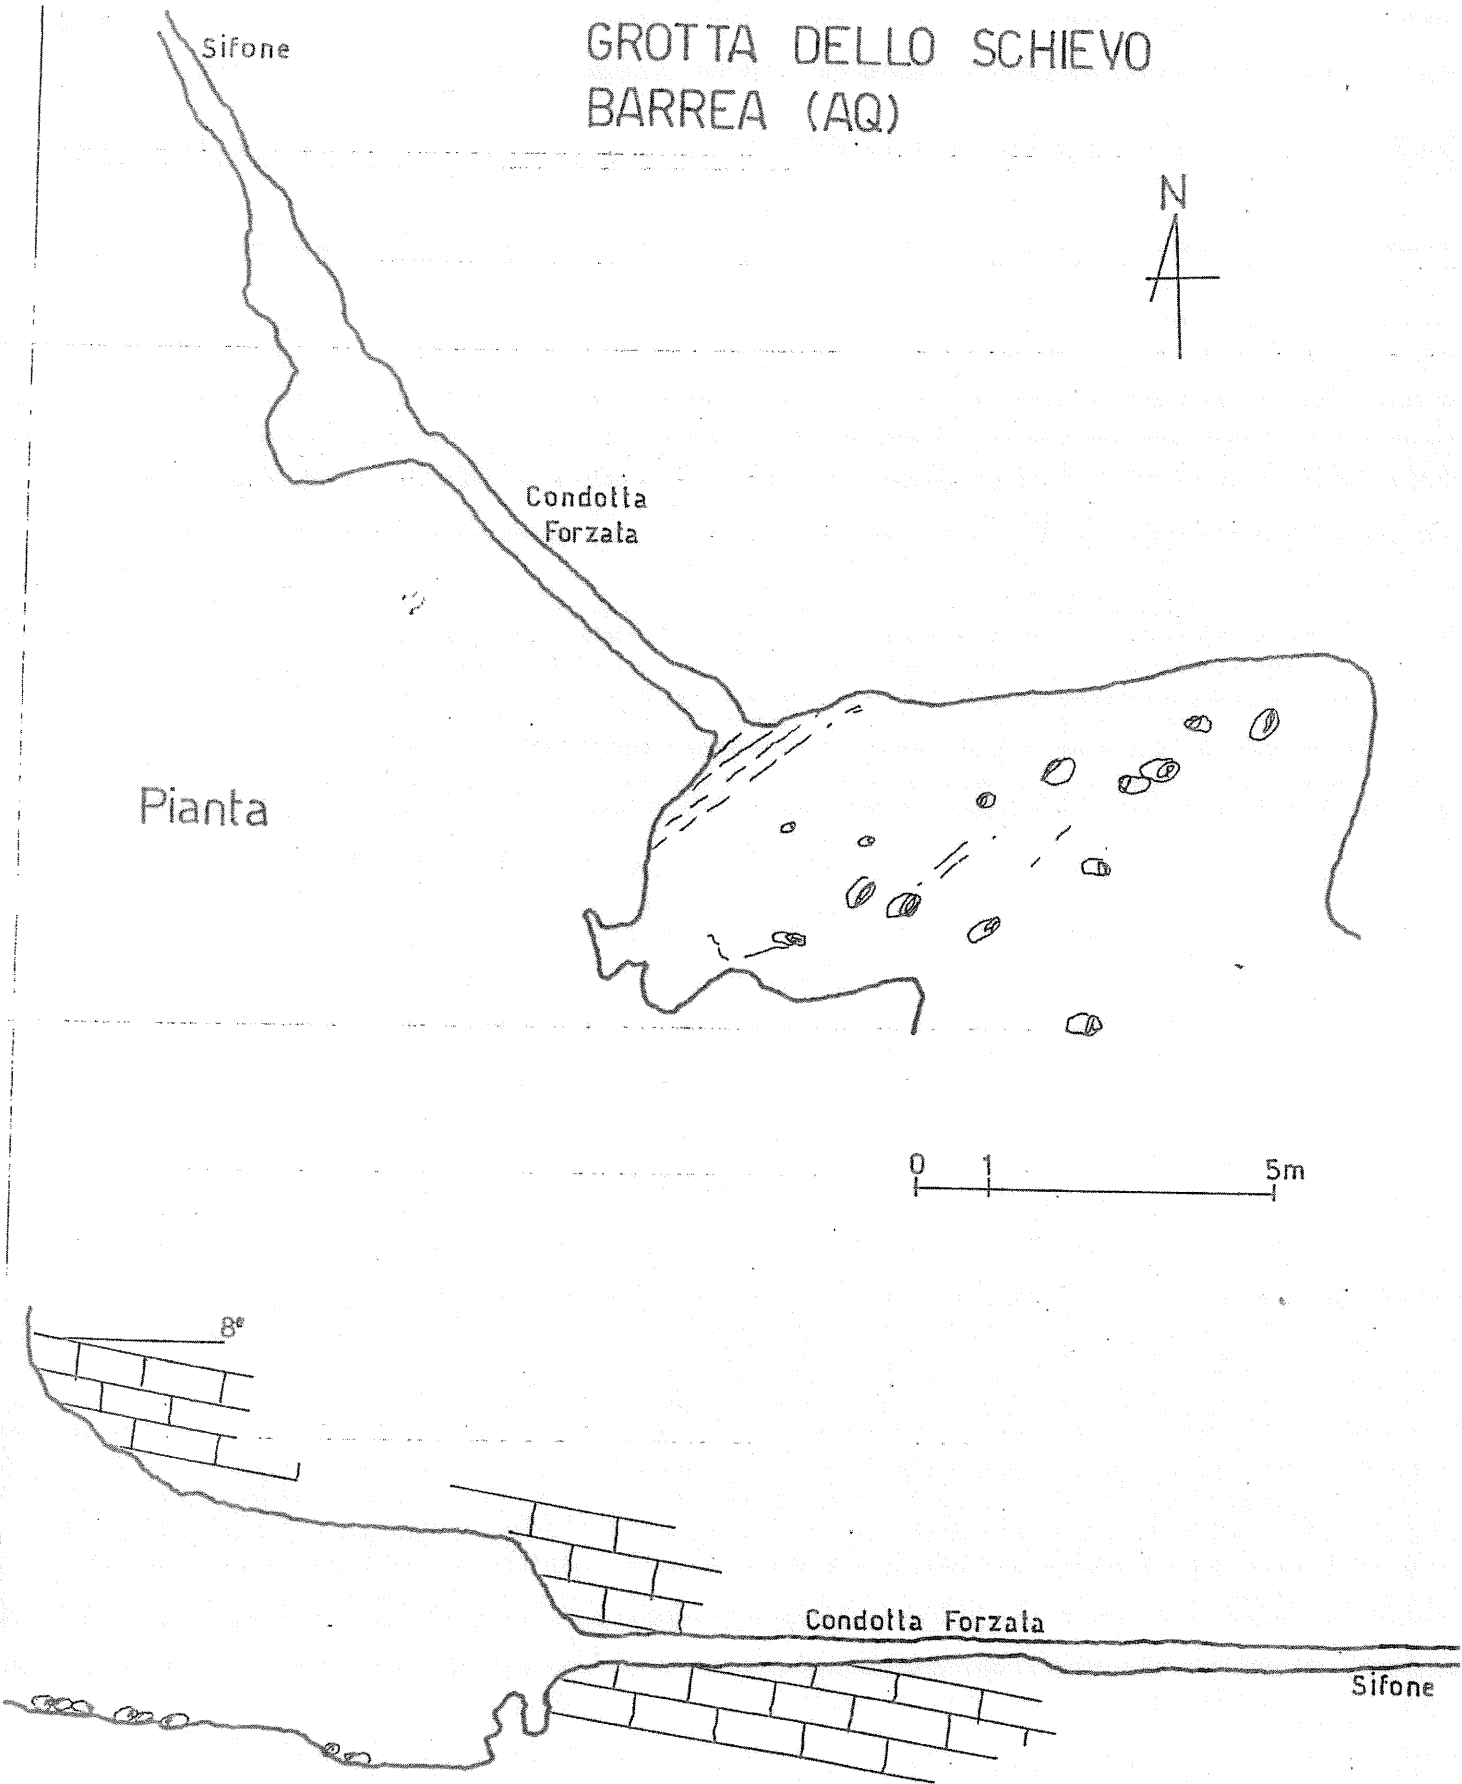 GROTTA DELLO SCHIEVO
BARREA (AQ)
Sifone
N
Condotta
Forzata
Pianta
0 1 5m
8°
Condotta Forzata
Sifone